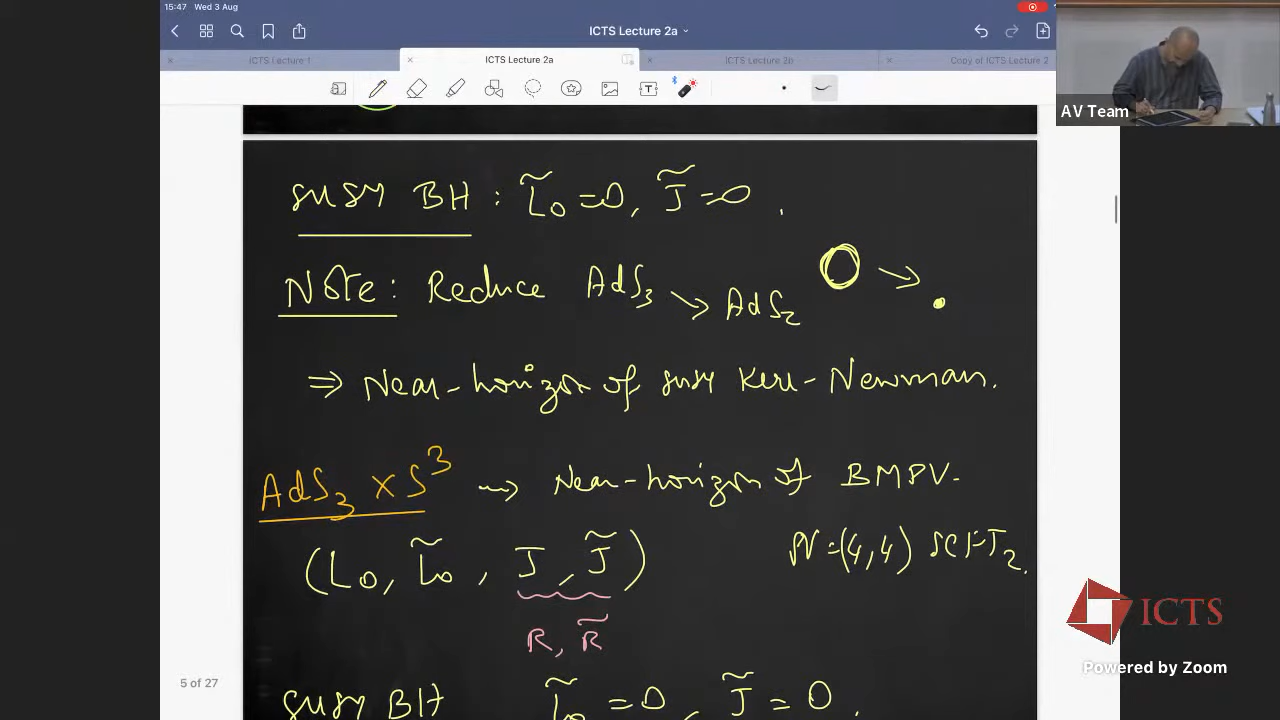 15:47 Wed 3 Aug
ICTS Lecture 2a
ICTS Lecture 1
ICTS Lecture 2a
ICTS Lecture 2b
Copy of ICTS Lecture 2
AV Team
SUSY BH : L̃₀ = 0, J̃ = 0.
Note: Reduce AdS₃ → AdS₂
⇒ Near-horizon of SUSY Kerr-Newman.
AdS₃ × S³ → Near-horizon of BMPV.
(L₀, L̃₀, J, J̃) N=(4,4) SCFT₂.
R, R̃
SUSY BH L̃₀ = 0, J̃ = 0.
5 of 27
ICTS
Powered by Zoom